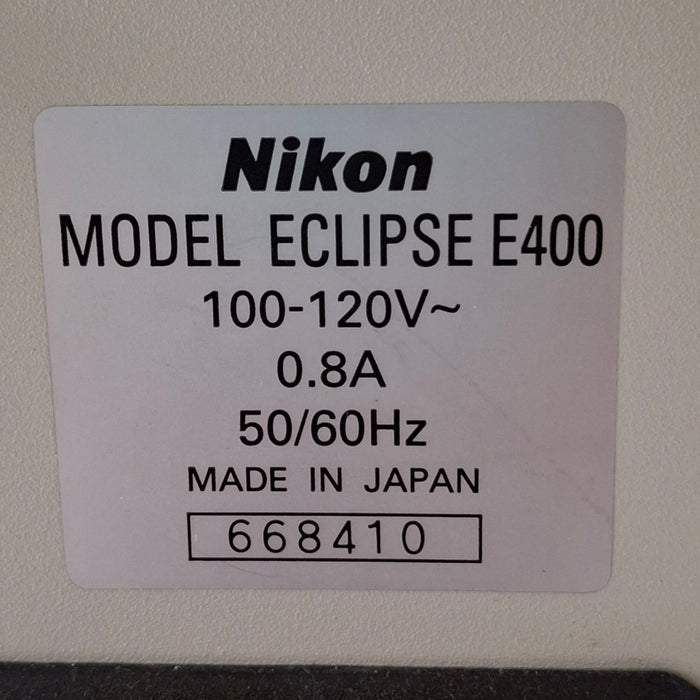 Nikon
MODEL ECLIPSE E400
100-120V~
0.8A
50/60Hz
MADE IN JAPAN
668410